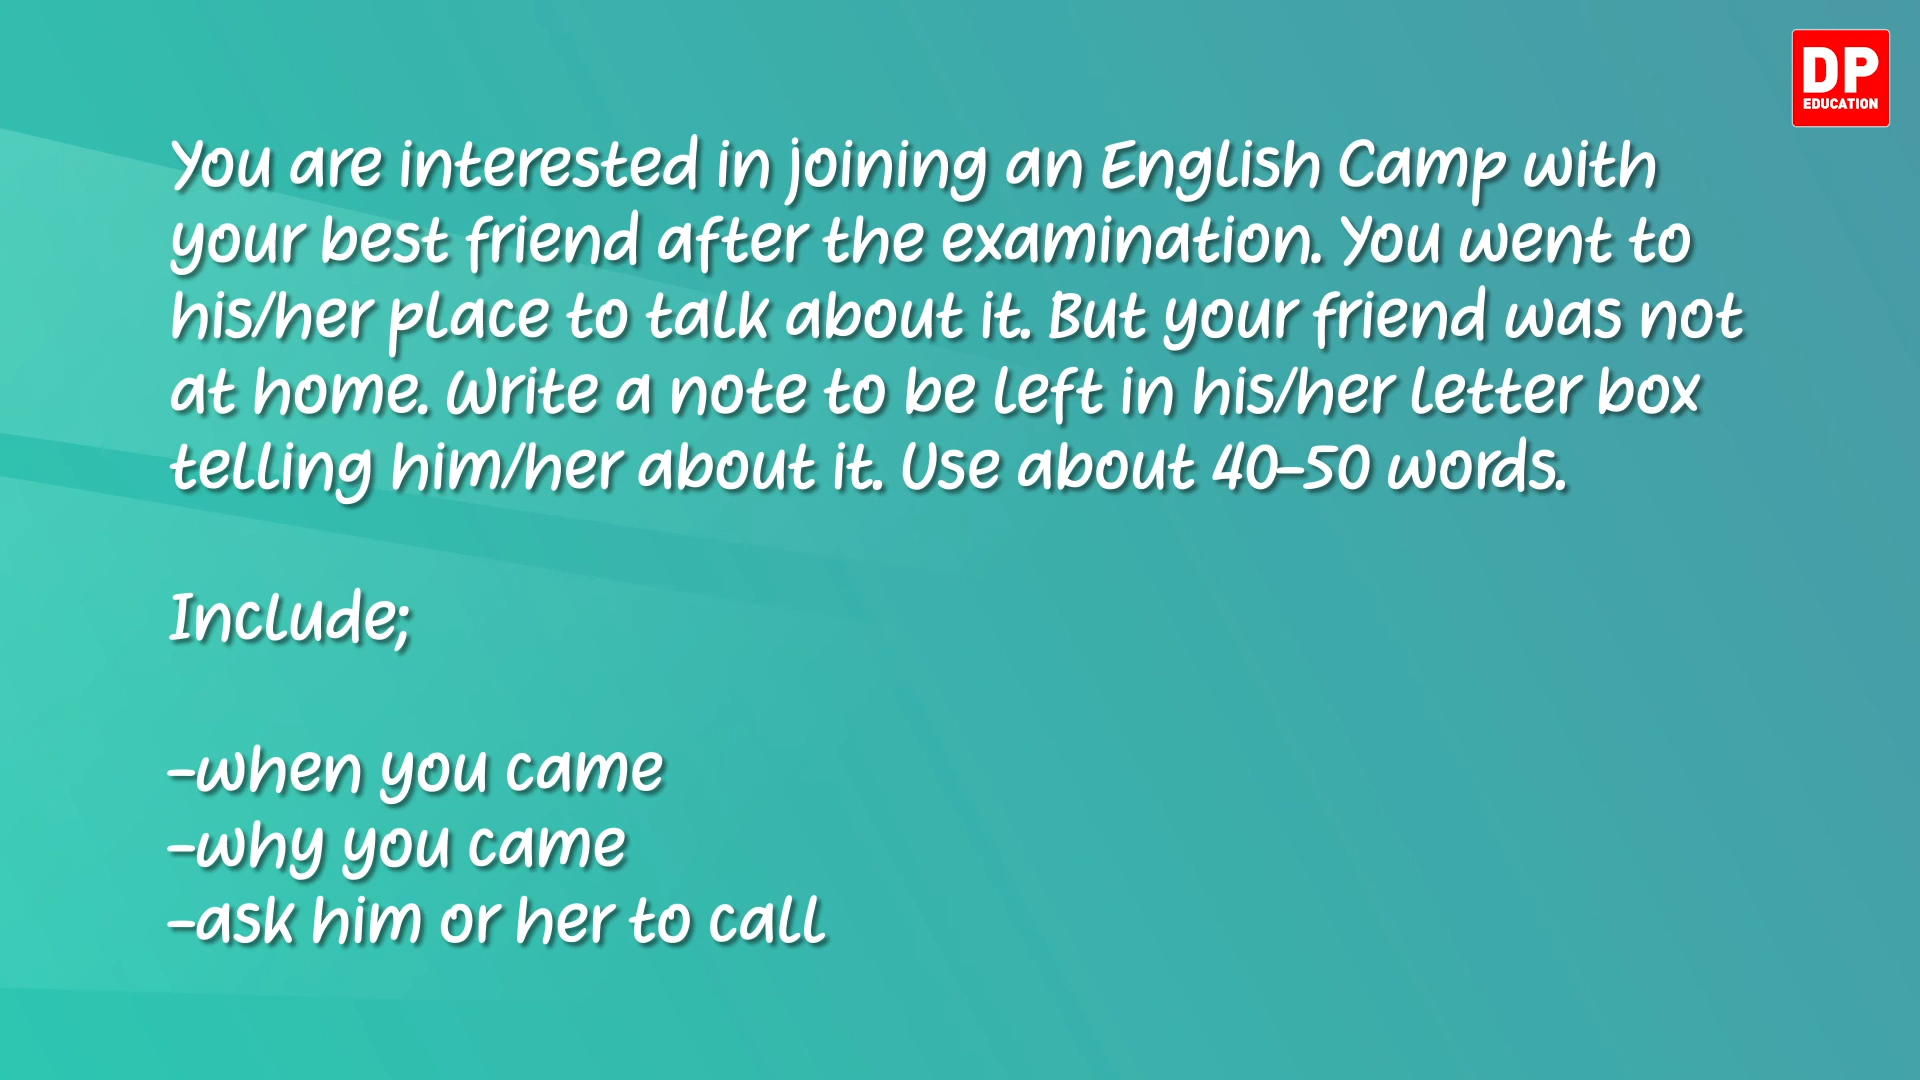 DP
EDUCATION
You are interested in joining an English Camp with
your best friend after the examination. You went to
his/her place to talk about it. But your friend was not
at home. Write a note to be left in his/her letter box
telling him/her about it. Use about 40-50 words.
Include;
-when you came
-why you came
-ask him or her to call